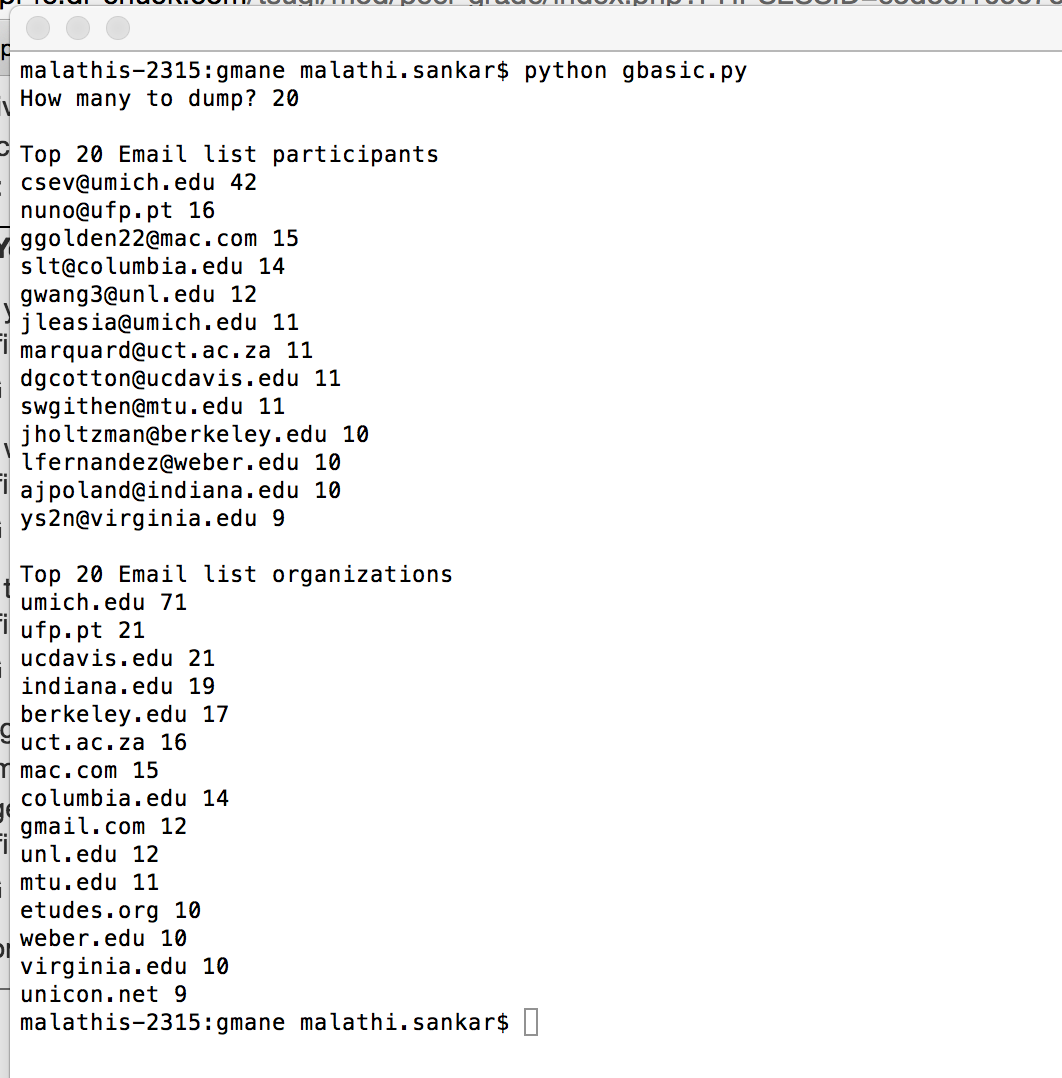 malathis-2315:gmane malathi.sankar$ python gbasic.py
How many to dump? 20
Top 20 Email list participants
csev@umich.edu 42
nuno@ufp.pt 16
ggolden22@mac.com 15
slt@columbia.edu 14
gwang3@unl.edu 12
jleasia@umich.edu 11
marquard@uct.ac.za 11
dgcotton@ucdavis.edu 11
swgithen@mtu.edu 11
jholtzman@berkeley.edu 10
lfernandez@weber.edu 10
ajpoland@indiana.edu 10
ys2n@virginia.edu 9
Top 20 Email list organizations
umich.edu 71
ufp.pt 21
ucdavis.edu 21
indiana.edu 19
berkeley.edu 17
uct.ac.za 16
mac.com 15
columbia.edu 14
gmail.com 12
unl.edu 12
mtu.edu 11
etudes.org 10
weber.edu 10
virginia.edu 10
unicon.net 9
malathis-2315:gmane malathi.sankar$